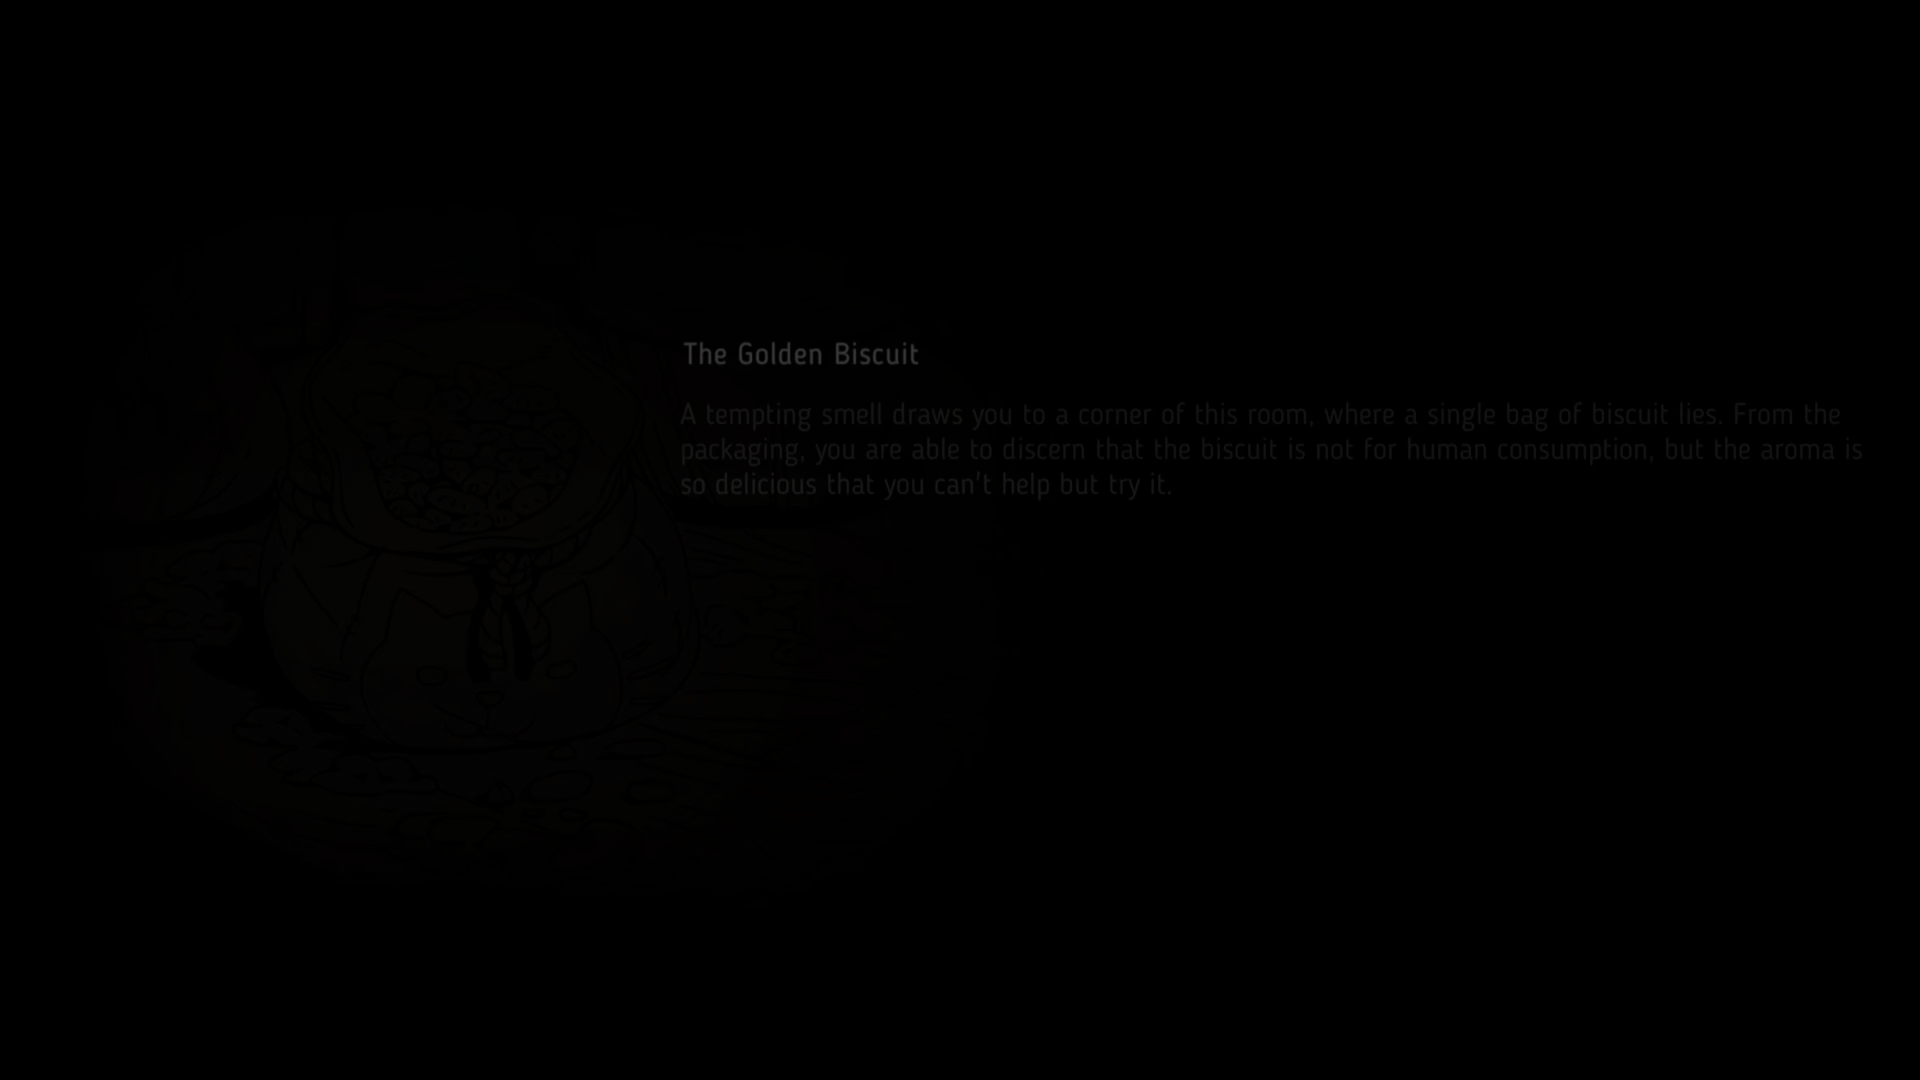 The Golden Biscuit
A tempting smell draws you to a corner of this room, where a single bag of biscuit lies. From the
packaging, you are able to discern that the biscuit is not for human consumption, but the aroma is
so delicious that you can't help but try it.